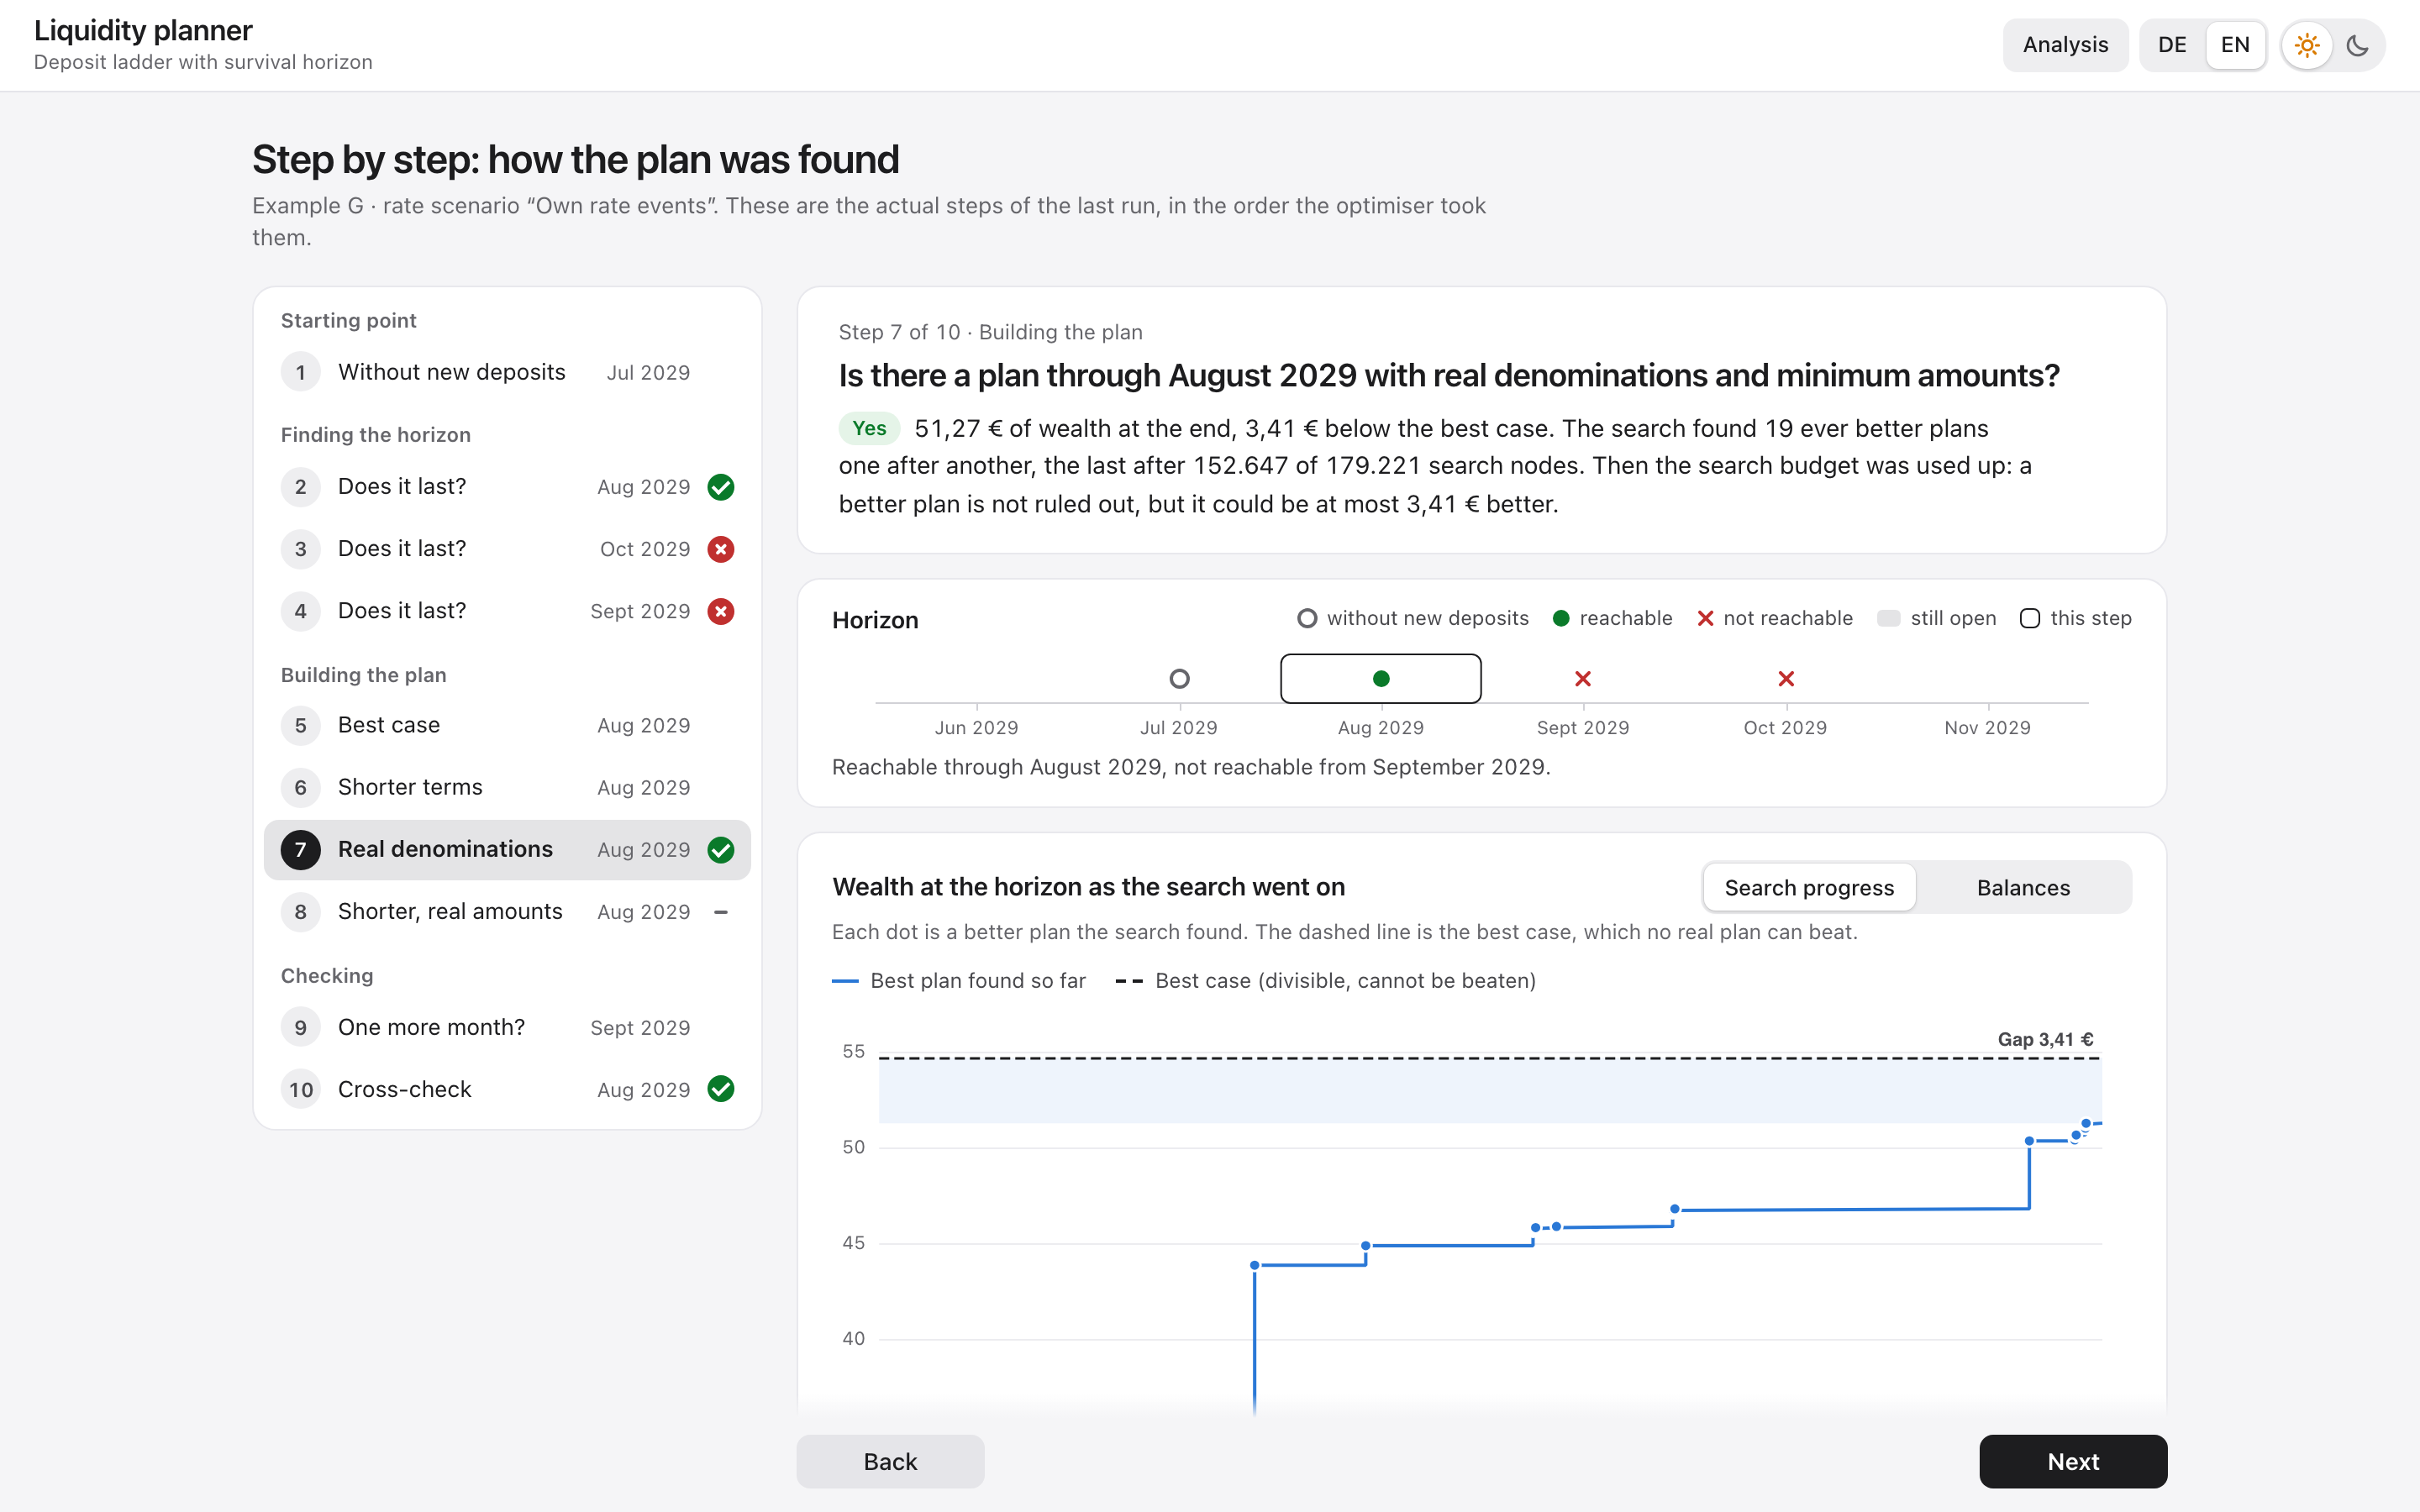 Liquidity planner
Deposit ladder with survival horizon
Analysis
DE
EN
Step by step: how the plan was found
Example G · rate scenario “Own rate events”. These are the actual steps of the last run, in the order the optimiser took
them.
Starting point
1 Without new deposits Jul 2029
Finding the horizon
2 Does it last? Aug 2029
3 Does it last? Oct 2029
4 Does it last? Sept 2029
Building the plan
5 Best case Aug 2029
6 Shorter terms Aug 2029
7 Real denominations Aug 2029
8 Shorter, real amounts Aug 2029 –
Checking
9 One more month? Sept 2029
10 Cross-check Aug 2029
Step 7 of 10 · Building the plan
Is there a plan through August 2029 with real denominations and minimum amounts?
Yes 51,27 € of wealth at the end, 3,41 € below the best case. The search found 19 ever better plans
one after another, the last after 152.647 of 179.221 search nodes. Then the search budget was used up: a
better plan is not ruled out, but it could be at most 3,41 € better.
Horizon
without new deposits reachable not reachable still open this step
Jun 2029 Jul 2029 Aug 2029 Sept 2029 Oct 2029 Nov 2029
Reachable through August 2029, not reachable from September 2029.
Wealth at the horizon as the search went on
Search progress
Balances
Each dot is a better plan the search found. The dashed line is the best case, which no real plan can beat.
Best plan found so far Best case (divisible, cannot be beaten)
Gap 3,41 €
55
50
45
40
Back
Next